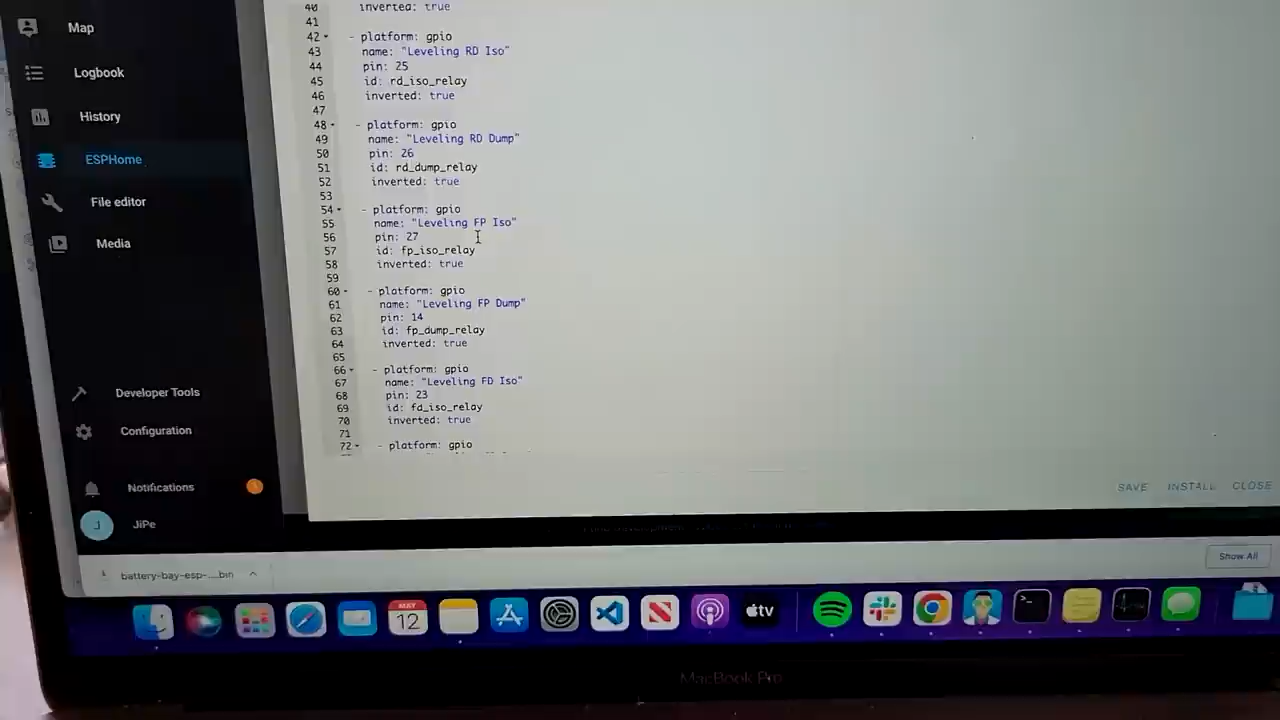 Map
Logbook
History
ESPHome
File editor
Media
Developer Tools
Configuration
Notifications
J
JiPe
40 inverted: true
41
42 - platform: gpio
43 name: "Leveling RD Iso"
44 pin: 25
45 id: rd_iso_relay
46 inverted: true
47
48 - platform: gpio
49 name: "Leveling RD Dump"
50 pin: 26
51 id: rd_dump_relay
52 inverted: true
53
54 - platform: gpio
55 name: "Leveling FP Iso"
56 pin: 27
57 id: fp_iso_relay
58 inverted: true
59
60 - platform: gpio
61 name: "Leveling FP Dump"
62 pin: 14
63 id: fp_dump_relay
64 inverted: true
65
66 - platform: gpio
67 name: "Leveling FD Iso"
68 pin: 23
69 id: fd_iso_relay
70 inverted: true
71
72 - platform: gpio
SAVE INSTALL CLOSE
battery-bay-esp-....bin
Show All
MAY
12
tv
MacBook Pro